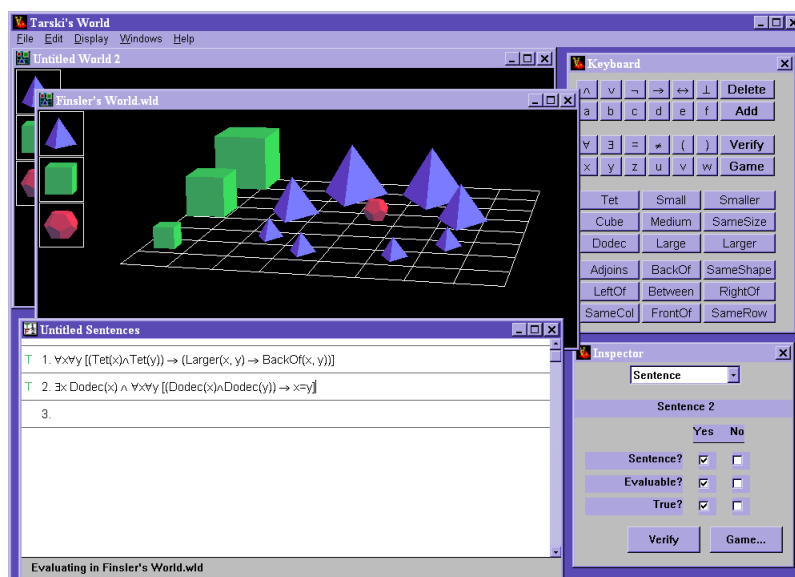 Tarski's World
File Edit Display Windows Help
Untitled World 2
Keyboard
Finsler's World.wld
∧ ∨ ¬ → ↔ ⊥ Delete
a b c d e f Add
∀ ∃ = ≠ ( ) Verify
x y z u v w Game
Tet Small Smaller
Cube Medium SameSize
Dodec Large Larger
Adjoins BackOf SameShape
LeftOf Between RightOf
SameCol FrontOf SameRow
Untitled Sentences
T 1. ∀x∀y [(Tet(x)∧Tet(y)) → (Larger(x, y) → BackOf(x, y))]
T 2. ∃x Dodec(x) ∧ ∀x∀y [(Dodec(x)∧Dodec(y)) → x=y]
3.
Evaluating in Finsler's World.wld
Inspector
Sentence
Sentence 2
Yes No
Sentence?
Evaluable?
True?
Verify Game...